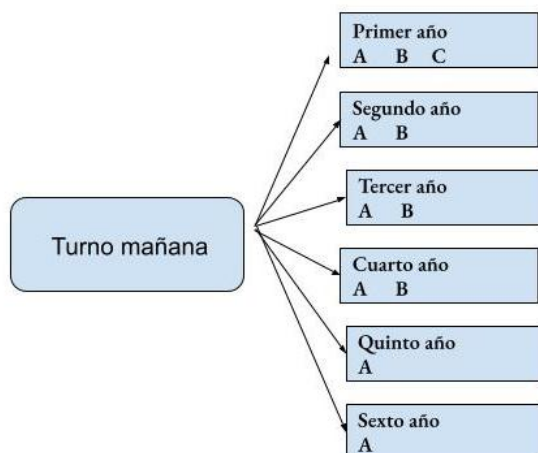 Primer año
A B C
Segundo año
A B
Tercer año
A B
Turno mañana
Cuarto año
A B
Quinto año
A
Sexto año
A